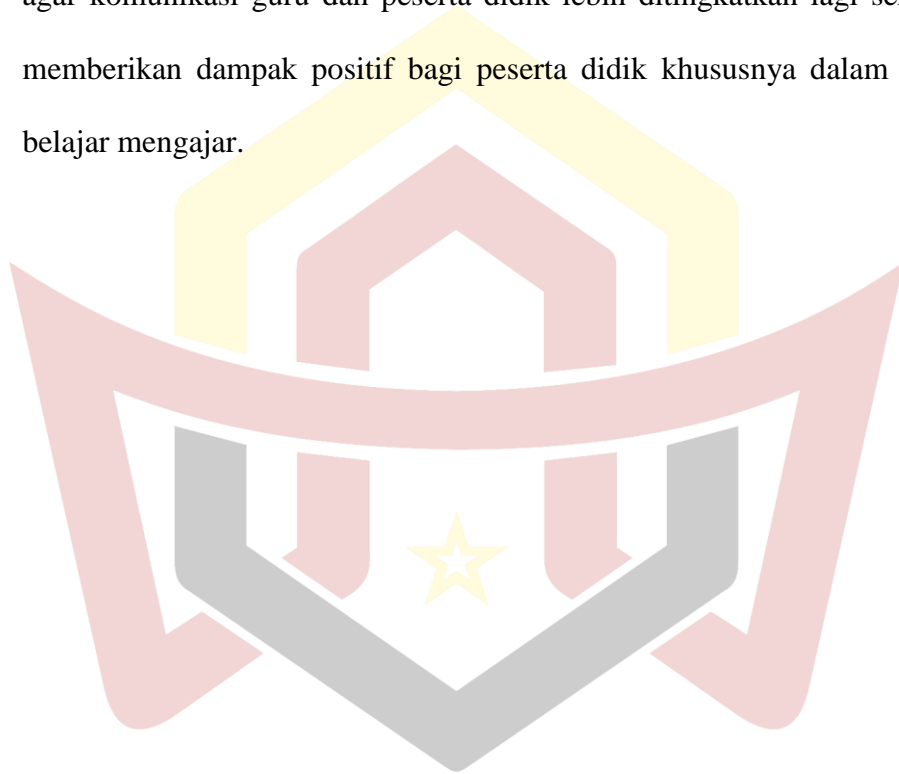 agar komunikasi guru dan peserta didik lebih ditingkatkan lagi
memberikan dampak positif bagi peserta didik khususnya dalam
belajar mengajar.